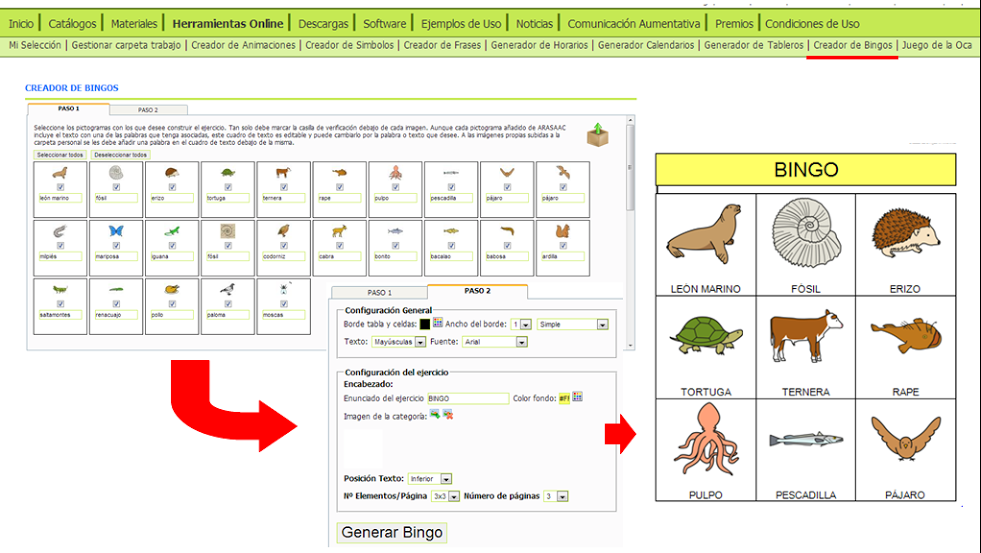 Inicio | Catálogos | Materiales | Herramientas Online | Descargas | Software | Ejemplos de Uso | Noticias | Comunicación Aumentativa | Premios | Condiciones de Uso
Mi Selección | Gestionar carpeta trabajo | Creador de Animaciones | Creador de Símbolos | Creador de Frases | Generador de Horarios | Generador Calendarios | Generador de Tableros | Creador de Bingos | Juego de la Oca
CREADOR DE BINGOS
PASO 1 PASO 2
Seleccione los pictogramas con los que desee construir el ejercicio. Tan solo debe marcar la casilla de verificación debajo de cada imagen. Aunque cada pictograma añadido de ARASAAC
incluye el texto con una de las palabras que tenga asociadas, este cuadro de texto es editable y puede cambiarlo por la palabra o texto que desee. A las imágenes propias subidas a la
carpeta personal se les debe añadir una palabra en el cuadro de texto debajo de la misma.
Seleccionar todos Deseleccionar todos
león marino fósil erizo tortuga ternera rape pulpo pescadilla pájaro pájaro
milpiés mariposa iguana fósil codorniz cabra bonito bacalao babosa ardilla
saltamontes renacuajo pollo paloma moscas
PASO 1 PASO 2
Configuración General
Borde tabla y celdas: Ancho del borde: 1 Simple
Texto: Mayúsculas Fuente: Arial
Configuración del ejercicio
Encabezado:
Enunciado del ejercicio BINGO Color fondo: #Ff
Imagen de la categoría:
Posición Texto: Inferior
Nº Elementos/Página 3x3 Número de páginas 3
Generar Bingo
BINGO
LEÓN MARINO FÓSIL ERIZO
TORTUGA TERNERA RAPE
PULPO PESCADILLA PÁJARO